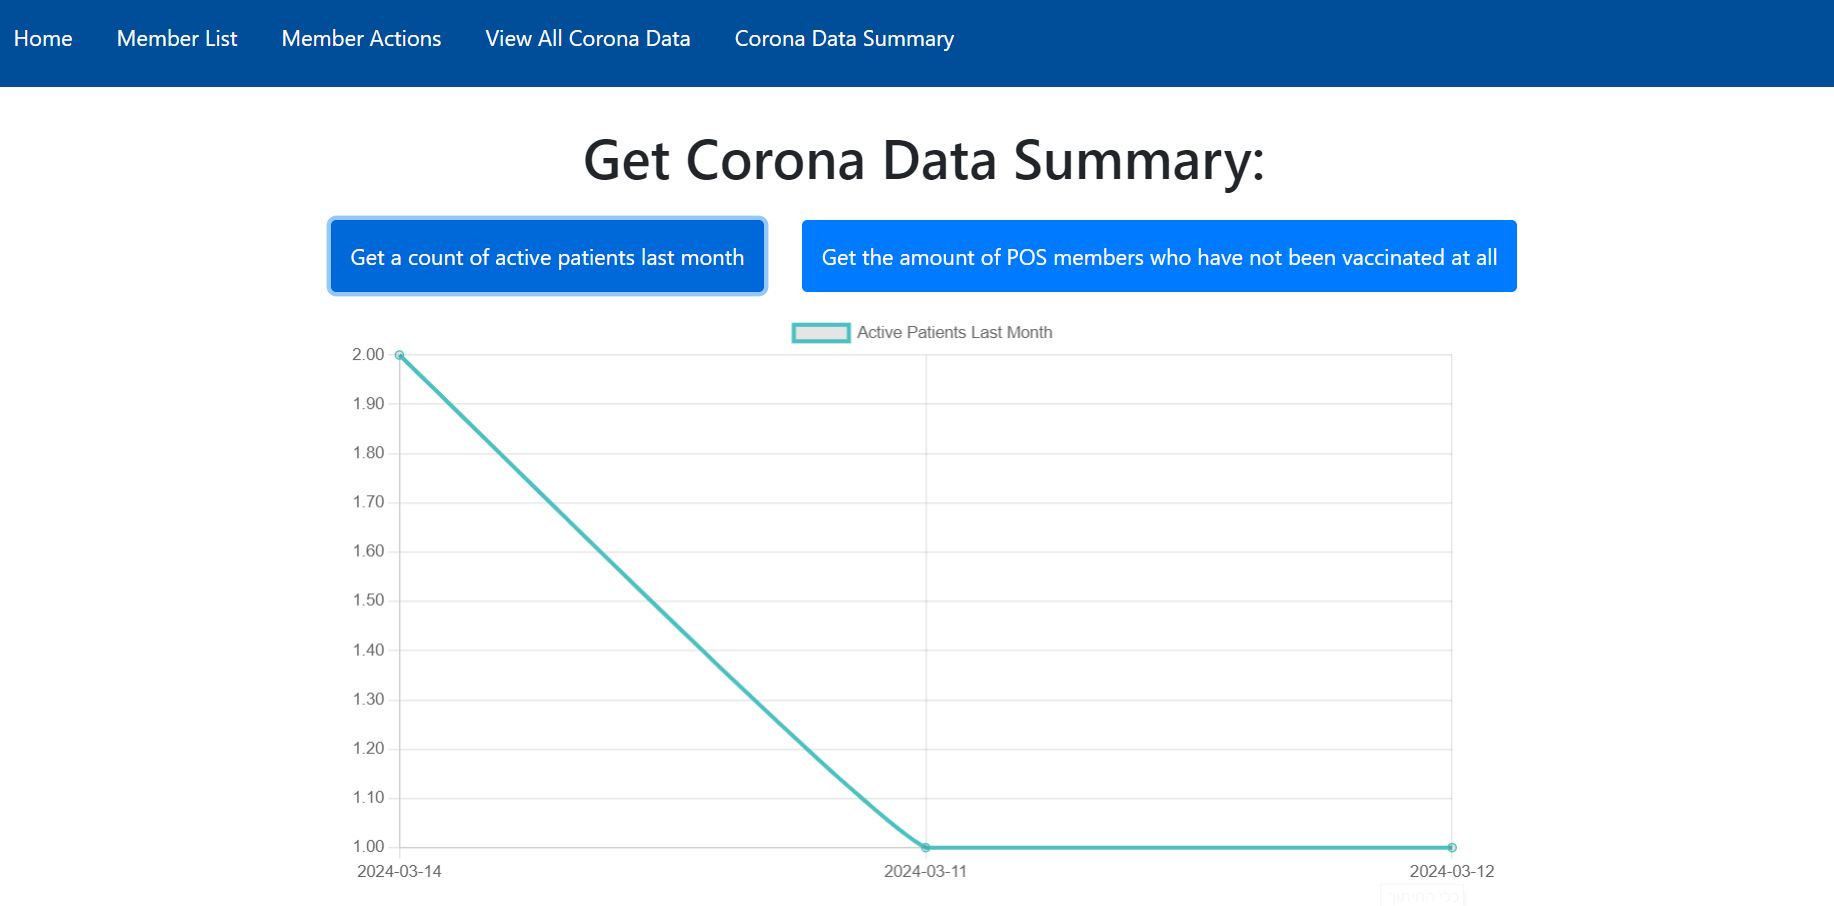 Home Member List Member Actions View All Corona Data Corona Data Summary
Get Corona Data Summary:
Get a count of active patients last month Get the amount of POS members who have not been vaccinated at all
Active Patients Last Month
2.00
1.90
1.80
1.70
1.60
1.50
1.40
1.30
1.20
1.10
1.00
2024-03-14 2024-03-11 2024-03-12